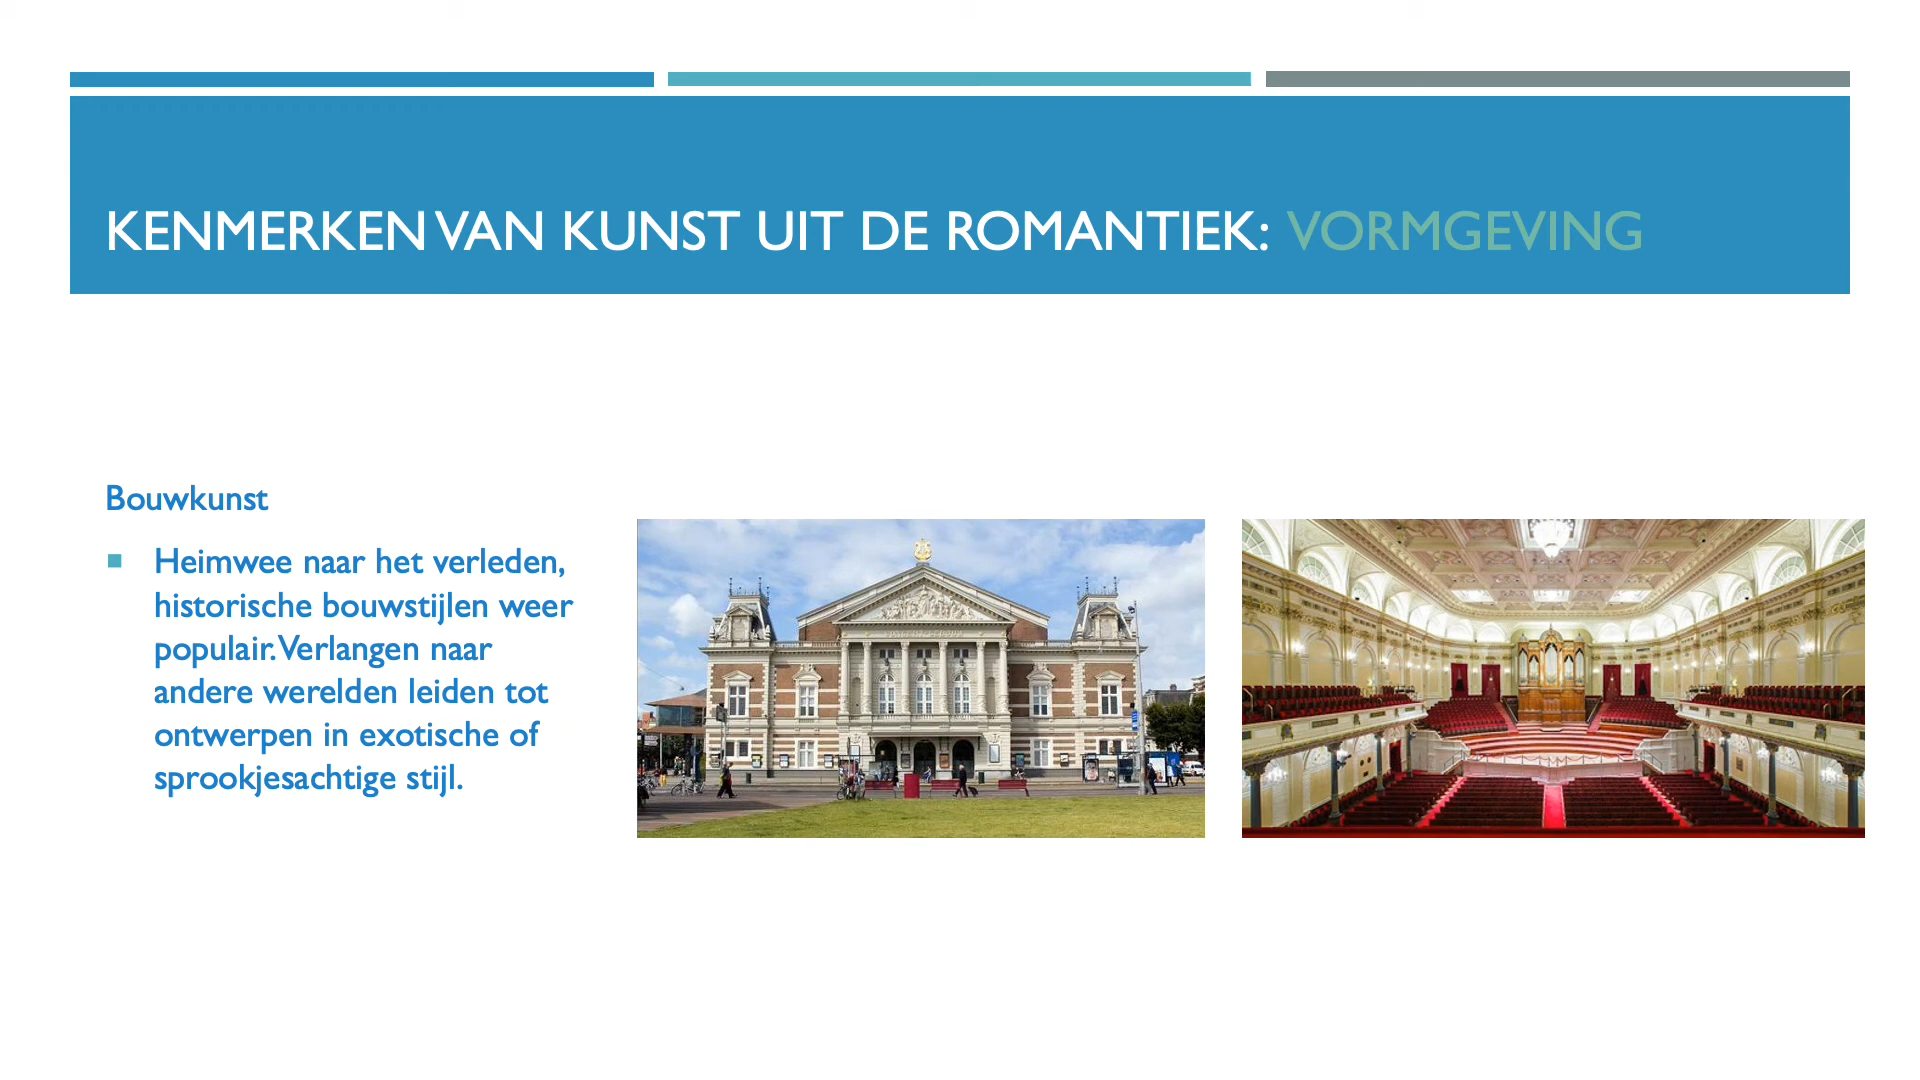 KENMERKEN VAN KUNST UIT DE ROMANTIEK: VORMGEVING
Bouwkunst
Heimwee naar het verleden,
historische bouwstijlen weer
populair. Verlangen naar
andere werelden leiden tot
ontwerpen in exotische of
sprookjesachtige stijl.